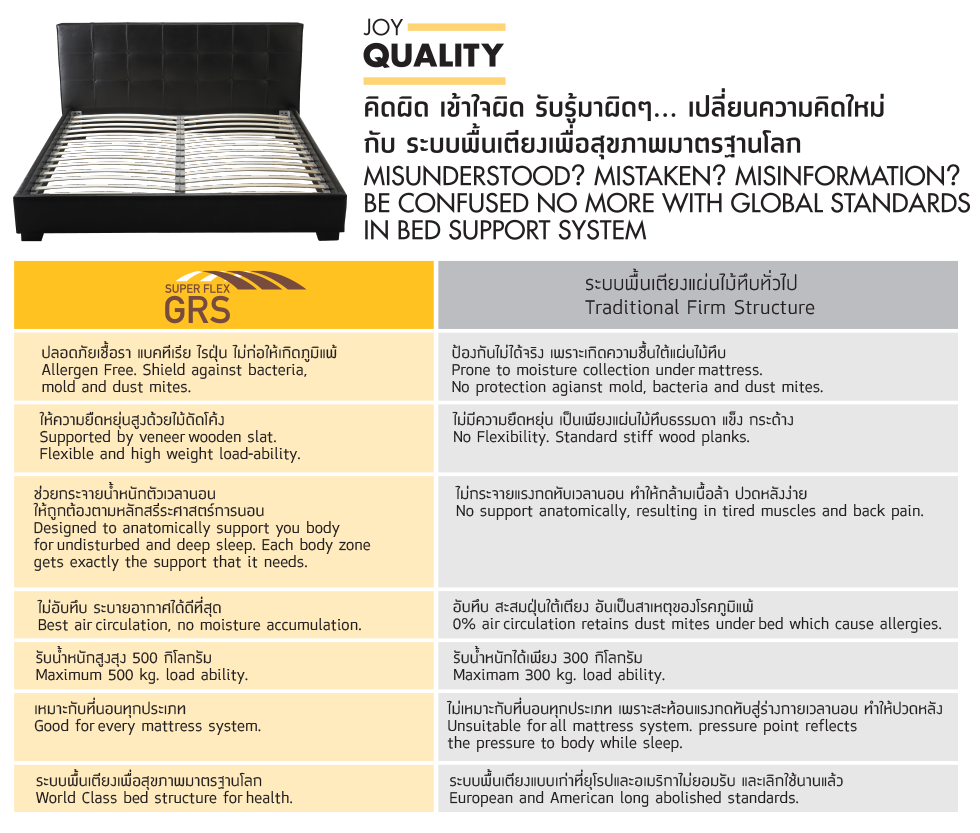 JOY
QUALITY
คิดผิด เข้าใจผิด รับรู้มาผิดๆ... เปลี่ยนความคิดใหม่
กับ ระบบพื้นเตียงเพื่อสุขภาพมาตรฐานโลก
MISUNDERSTOOD? MISTAKEN? MISINFORMATION?
BE CONFUSED NO MORE WITH GLOBAL STANDARDS
IN BED SUPPORT SYSTEM
SUPER FLEX
GRS
ระบบพื้นเตียงแผ่นไม้ทึบทั่วไป
Traditional Firm Structure
ปลอดภัยเชื้อรา แบคทีเรีย ไรฝุ่น ไม่ก่อให้เกิดภูมิแพ้
Allergen Free. Shield against bacteria,
mold and dust mites.
ป้องกันไม่ได้จริง เพราะเกิดความชื้นใต้แผ่นไม้ทึบ
Prone to moisture collection under mattress.
No protection agianst mold, bacteria and dust mites.
ให้ความยืดหยุ่นสูงด้วยไม้ดัดโค้ง
Supported by veneer wooden slat.
Flexible and high weight load-ability.
ไม่มีความยืดหยุ่น เป็นเพียงแผ่นไม้ทึบธรรมดา แข็ง กระด้าง
No Flexibility. Standard stiff wood planks.
ช่วยกระจายน้ำหนักตัวเวลานอน
ให้ถูกต้องตามหลักสรีระศาสตร์การนอน
Designed to anatomically support you body
for undisturbed and deep sleep. Each body zone
gets exactly the support that it needs.
ไม่กระจายแรงกดทับเวลานอน ทำให้กล้ามเนื้อล้า ปวดหลังง่าย
No support anatomically, resulting in tired muscles and back pain.
ไม่อับทึบ ระบายอากาศได้ดีที่สุด
Best air circulation, no moisture accumulation.
อับทึบ สะสมฝุ่นใต้เตียง อันเป็นสาเหตุของโรคภูมิแพ้
0% air circulation retains dust mites under bed which cause allergies.
รับน้ำหนักสูงสุง 500 กิโลกรัม
Maximum 500 kg. load ability.
รับน้ำหนักได้เพียง 300 กิโลกรัม
Maximam 300 kg. load ability.
เหมาะกับที่นอนทุกประเภท
Good for every mattress system.
ไม่เหมาะกับที่นอนทุกประเภท เพราะสะท้อนแรงกดทับสู่ร่างกายเวลานอน ทำให้ปวดหลัง
Unsuitable for all mattress system. pressure point reflects
the pressure to body while sleep.
ระบบพื้นเตียงเพื่อสุขภาพมาตรฐานโลก
World Class bed structure for health.
ระบบพื้นเตียงแบบเก่าที่ยุโรปและอเมริกาไม่ยอมรับ และเลิกใช้นานแล้ว
European and American long abolished standards.